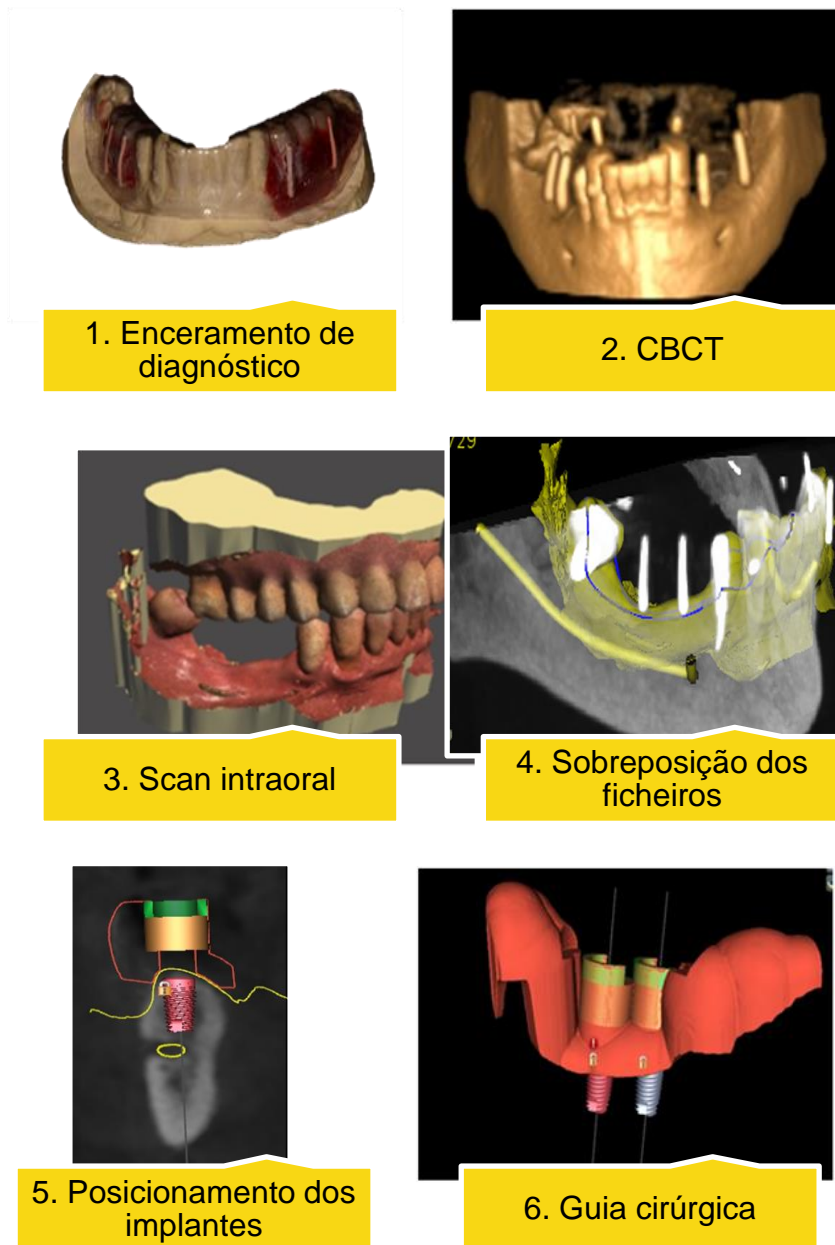 1. Enceramento de
diagnóstico
2. CBCT
/29
3. Scan intraoral
4. Sobreposição dos
ficheiros
5. Posicionamento dos
implantes
6. Guia cirúrgica